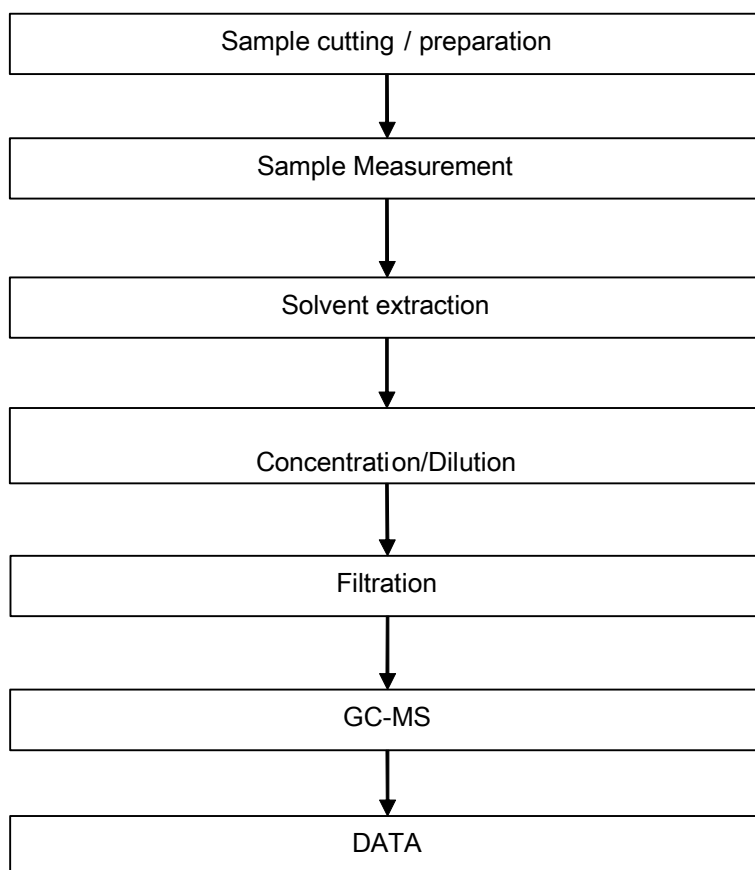 Sample cutting / preparation
Sample Measurement
Solvent extraction
Concentration/Dilution
Filtration
GC-MS
DATA